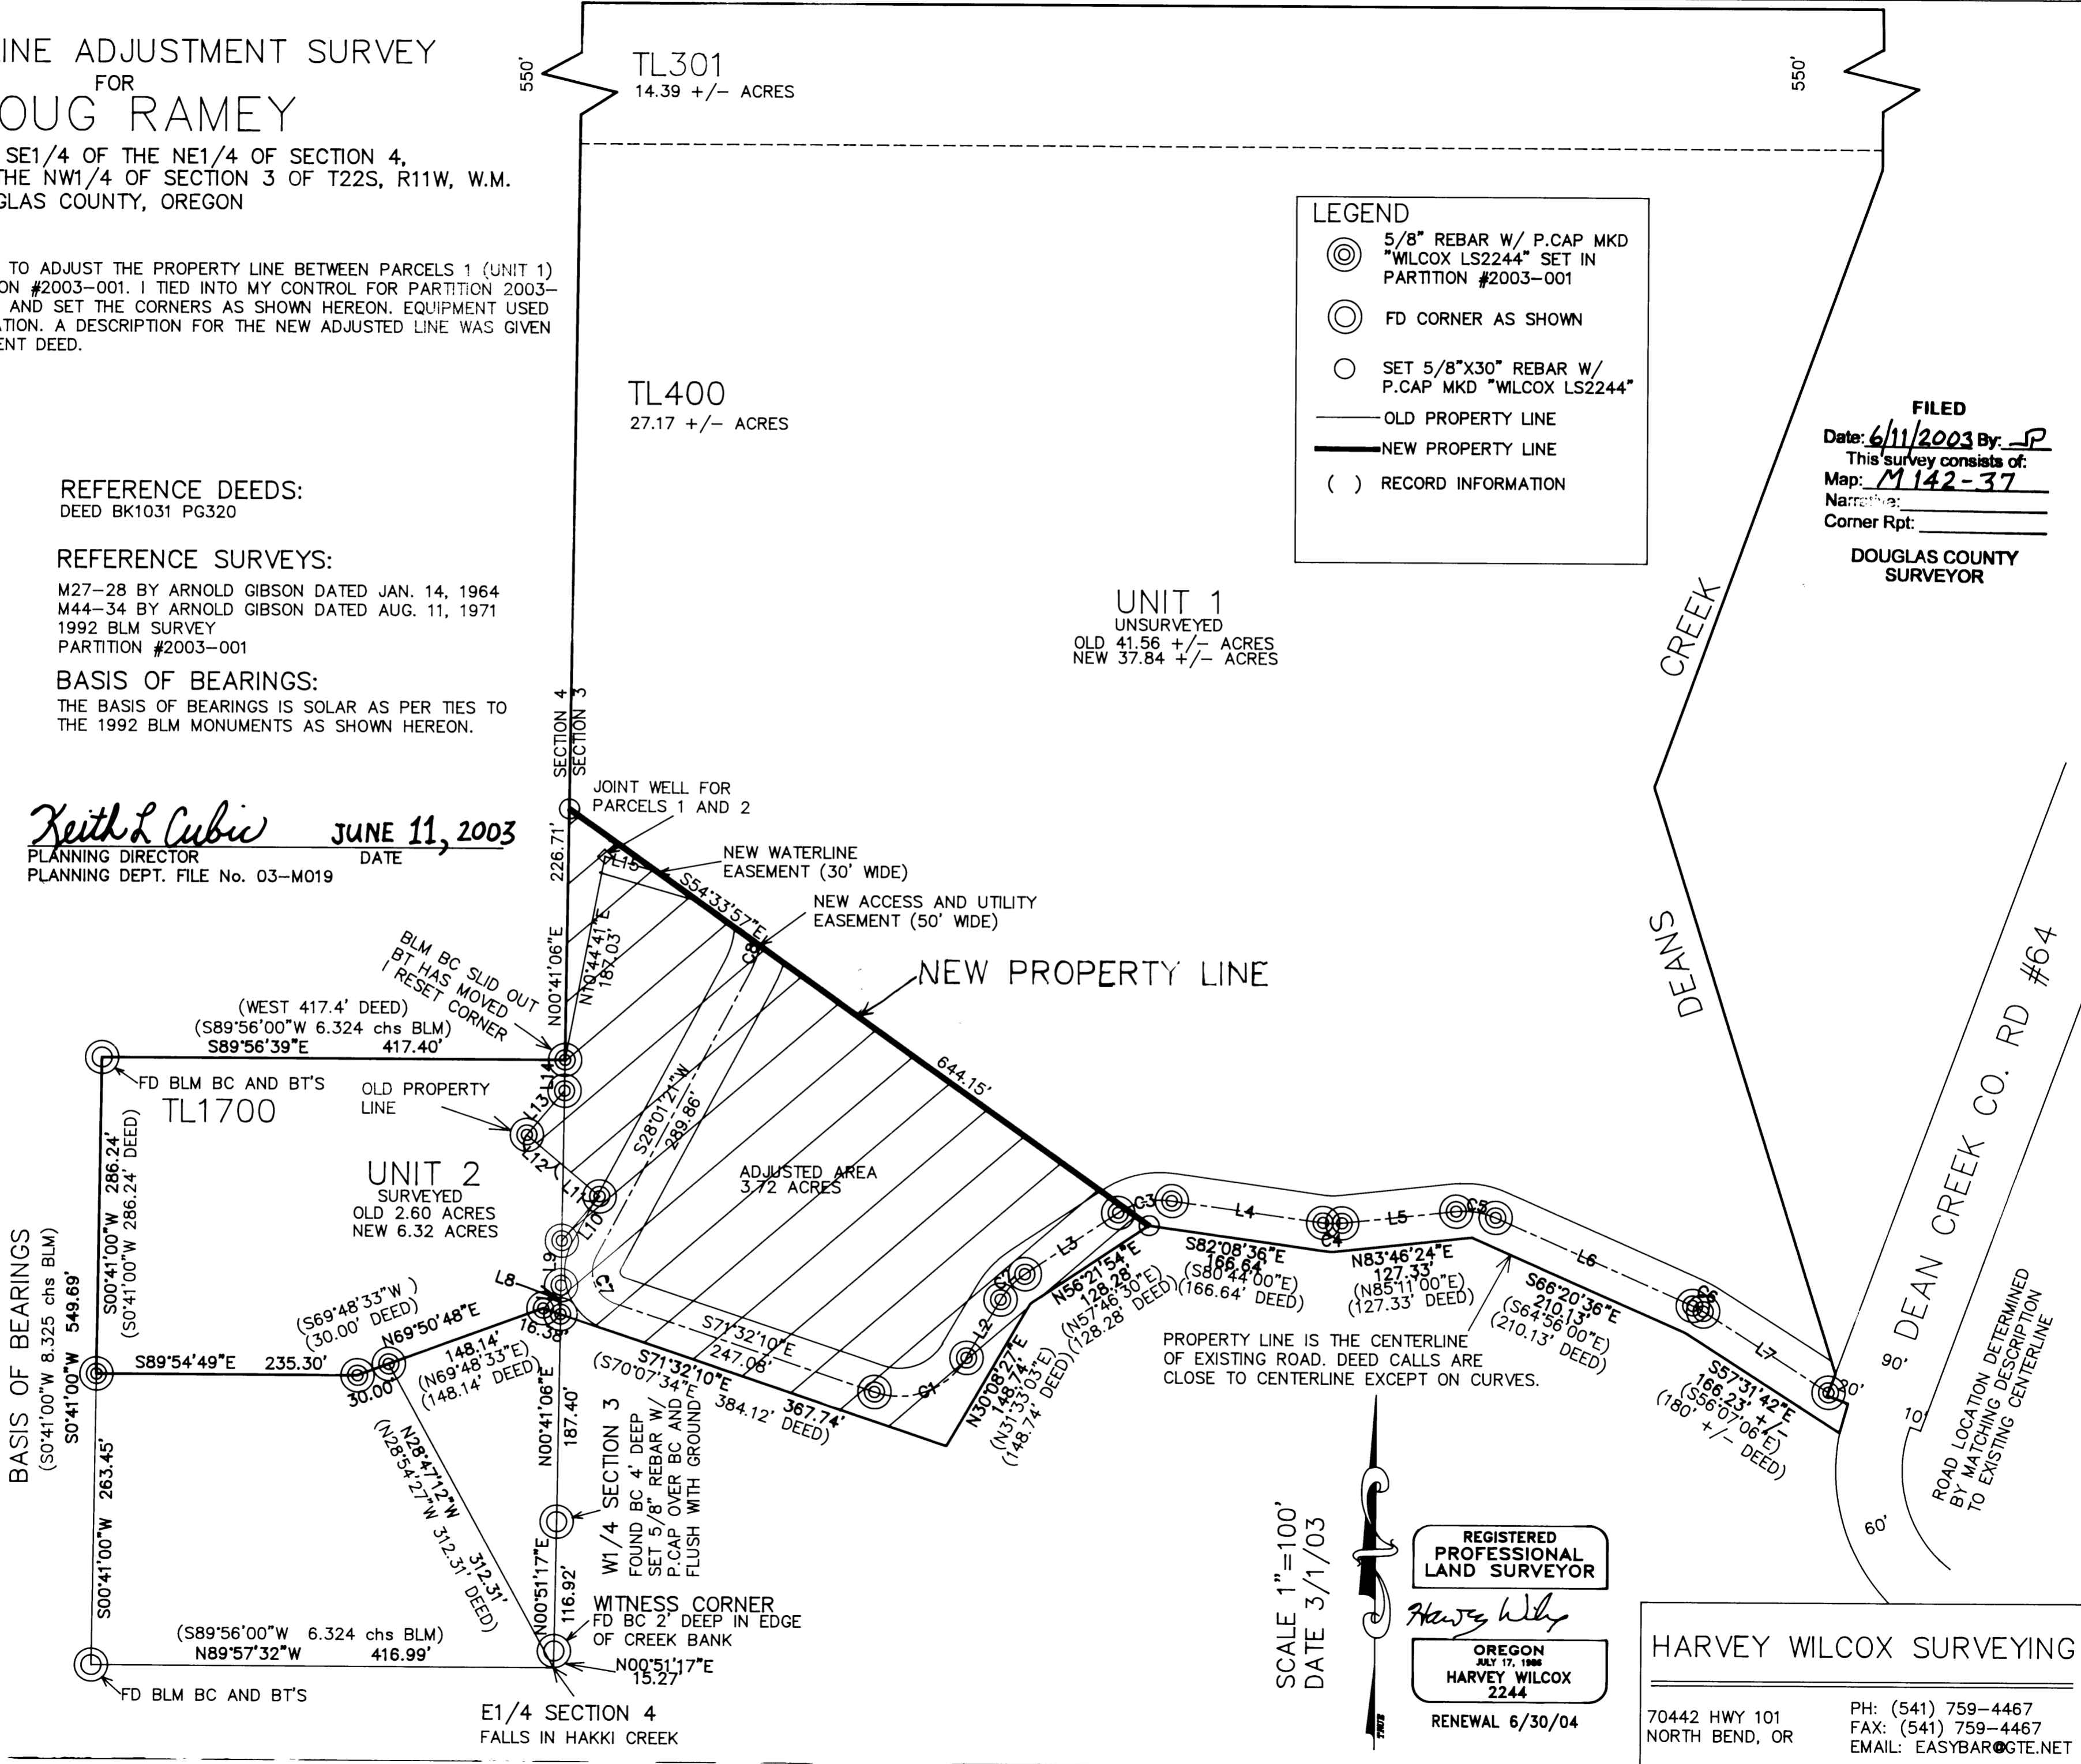 INE ADJUSTMENT SURVEY
FOR
OUG RAMEY
SE1/4 OF THE NE1/4 OF SECTION 4,
THE NW1/4 OF SECTION 3 OF T22S, R11W, W.M.
GLAS COUNTY, OREGON
TO ADJUST THE PROPERTY LINE BETWEEN PARCELS 1 (UNIT 1)
ON #2003-001. I TIED INTO MY CONTROL FOR PARTITION 2003-
AND SET THE CORNERS AS SHOWN HEREON. EQUIPMENT USED
ATION. A DESCRIPTION FOR THE NEW ADJUSTED LINE WAS GIVEN
ENT DEED.
REFERENCE DEEDS:
DEED BK1031 PG320
REFERENCE SURVEYS:
M27-28 BY ARNOLD GIBSON DATED JAN. 14, 1964
M44-34 BY ARNOLD GIBSON DATED AUG. 11, 1971
1992 BLM SURVEY
PARTITION #2003-001
BASIS OF BEARINGS:
THE BASIS OF BEARINGS IS SOLAR AS PER TIES TO
THE 1992 BLM MONUMENTS AS SHOWN HEREON.
Keith L Cubic JUNE 11, 2003
PLANNING DIRECTOR DATE
PLANNING DEPT. FILE No. 03-M019
550'
TL301
14.39 +/- ACRES
550'
TL400
27.17 +/- ACRES
LEGEND
5/8" REBAR W/ P.CAP MKD
"WILCOX LS2244" SET IN
PARTITION #2003-001
FD CORNER AS SHOWN
SET 5/8"X30" REBAR W/
P.CAP MKD "WILCOX LS2244"
OLD PROPERTY LINE
NEW PROPERTY LINE
( ) RECORD INFORMATION
FILED
Date: 6/11/2003 By: JP
This survey consists of:
Map: M142-37
Narrative:
Corner Rpt:
DOUGLAS COUNTY
SURVEYOR
UNIT 1
UNSURVEYED
OLD 41.56 +/- ACRES
NEW 37.84 +/- ACRES
DEANS CREEK
DEAN CREEK CO. RD #64
SECTION 4
SECTION 3
JOINT WELL FOR
PARCELS 1 AND 2
226.71'
N00°41'06"E
L15
NEW WATERLINE
EASEMENT (30' WIDE)
S54°33'57"E
644.15'
NEW ACCESS AND UTILITY
EASEMENT (50' WIDE)
C8
NEW PROPERTY LINE
N10°44'41"E
187.03'
BLM BC SLID OUT
BT HAS MOVED
I RESET CORNER
(WEST 417.4' DEED)
(S89°56'00"W 6.324 chs BLM)
S89°56'39"E 417.40'
FD BLM BC AND BT'S
TL1700
OLD PROPERTY
LINE
L14
L13
L12
L11
L10
L9
L8
S28°01'21"W
289.86'
ADJUSTED AREA
3.72 ACRES
UNIT 2
SURVEYED
OLD 2.60 ACRES
NEW 6.32 ACRES
C7
BASIS OF BEARINGS
(S0°41'00"W 8.325 chs BLM)
S0°41'00"W 549.69'
S00°41'00"W 286.24'
(S0°41'00"W 286.24' DEED)
S00°41'00"W 263.45'
S89°54'49"E 235.30'
(S69°48'33"W )
(30.00' DEED)
30.00'
N69°50'48"E
148.14'
(N69°48'33"E)
(148.14' DEED)
16.38'
S71°32'10"E
247.08'
S71°32'10"E 367.74'
(S70°07'34"E 384.12' DEED)
C1
L2
C2
L3
C3
L4
C4
L5
C5
L6
C6
L7
N30°08'27"E
148.74'
(N31°33'03"E)
(148.74' DEED)
N56°21'54"E
128.28'
(N57°46'30"E)
(128.28' DEED)
S82°08'36"E
166.64'
(S80°44'00"E)
(166.64' DEED)
N83°46'24"E
127.33'
(N85°11'00"E)
(127.33' DEED)
S66°20'36"E
210.13'
(S64°56'00"E)
(210.13' DEED)
S57°31'42"E
166.23' +/-
(S56°07'06"E)
(180' +/- DEED)
PROPERTY LINE IS THE CENTERLINE
OF EXISTING ROAD. DEED CALLS ARE
CLOSE TO CENTERLINE EXCEPT ON CURVES.
20'
90'
10'
60'
ROAD LOCATION DETERMINED
BY MATCHING DESCRIPTION
TO EXISTING CENTERLINE
N28°47'12"W 312.31'
(N28°54'27"W 312.31' DEED)
N00°41'06"E 187.40'
N00°51'17"E 116.92'
W1/4 SECTION 3
FOUND BC 4' DEEP
SET 5/8" REBAR W/
P.CAP OVER BC AND
FLUSH WITH GROUND
WITNESS CORNER
FD BC 2' DEEP IN EDGE
OF CREEK BANK
N00°51'17"E
15.27'
(S89°56'00"W 6.324 chs BLM)
N89°57'32"W 416.99'
FD BLM BC AND BT'S
E1/4 SECTION 4
FALLS IN HAKKI CREEK
SCALE 1"=100'
DATE 3/1/03
TRUE
REGISTERED
PROFESSIONAL
LAND SURVEYOR
Harvey Wilcox
OREGON
JULY 17, 1986
HARVEY WILCOX
2244
RENEWAL 6/30/04
HARVEY WILCOX SURVEYING
70442 HWY 101
NORTH BEND, OR
PH: (541) 759-4467
FAX: (541) 759-4467
EMAIL: EASYBAR@GTE.NET